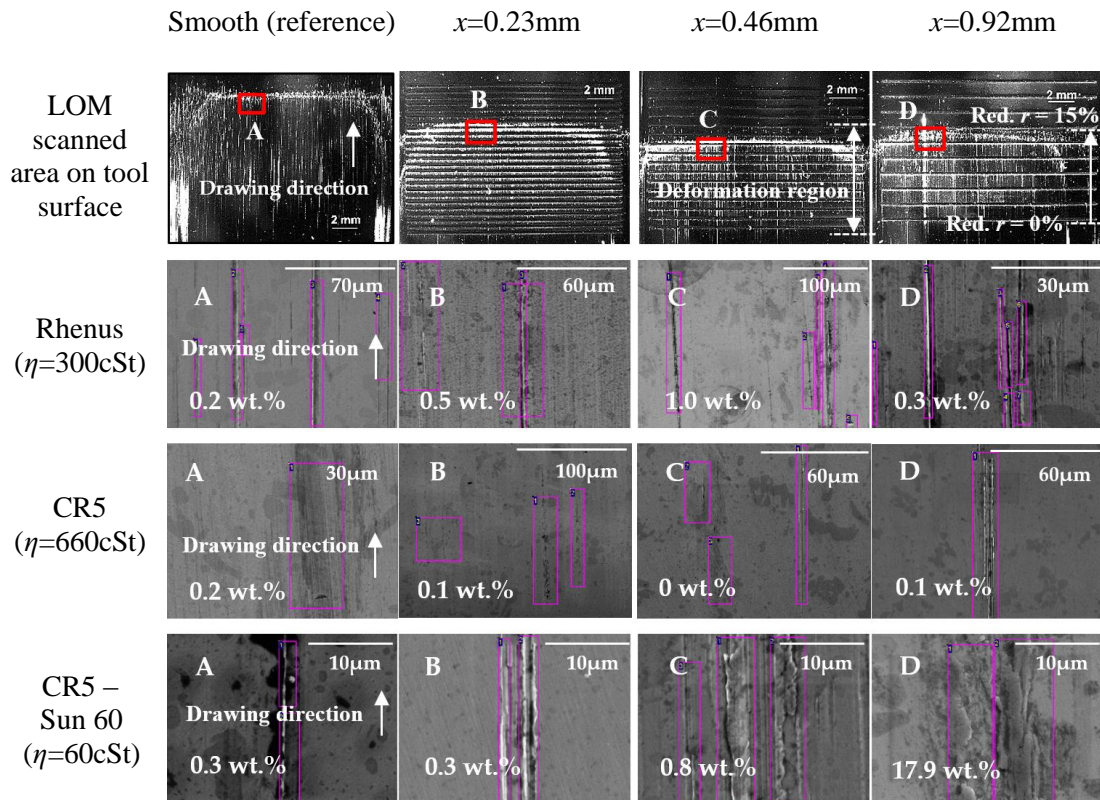 Smooth (reference) x=0.23mm x=0.46mm x=0.92mm
LOM
scanned
area on tool
surface
A
Drawing direction
2 mm
B
2 mm
C
2 mm
Deformation region
D
2 mm
Red. r = 15%
Red. r = 0%
Rhenus
(η=300cSt)
A
70µm
Drawing direction
0.2 wt.%
B
60µm
0.5 wt.%
C
100µm
1.0 wt.%
D
30µm
0.3 wt.%
CR5
(η=660cSt)
A
30µm
Drawing direction
0.2 wt.%
B
100µm
0.1 wt.%
C
60µm
0 wt.%
D
60µm
0.1 wt.%
CR5 –
Sun 60
(η=60cSt)
A
10µm
Drawing direction
0.3 wt.%
B
10µm
0.3 wt.%
C
10µm
0.8 wt.%
D
10µm
17.9 wt.%